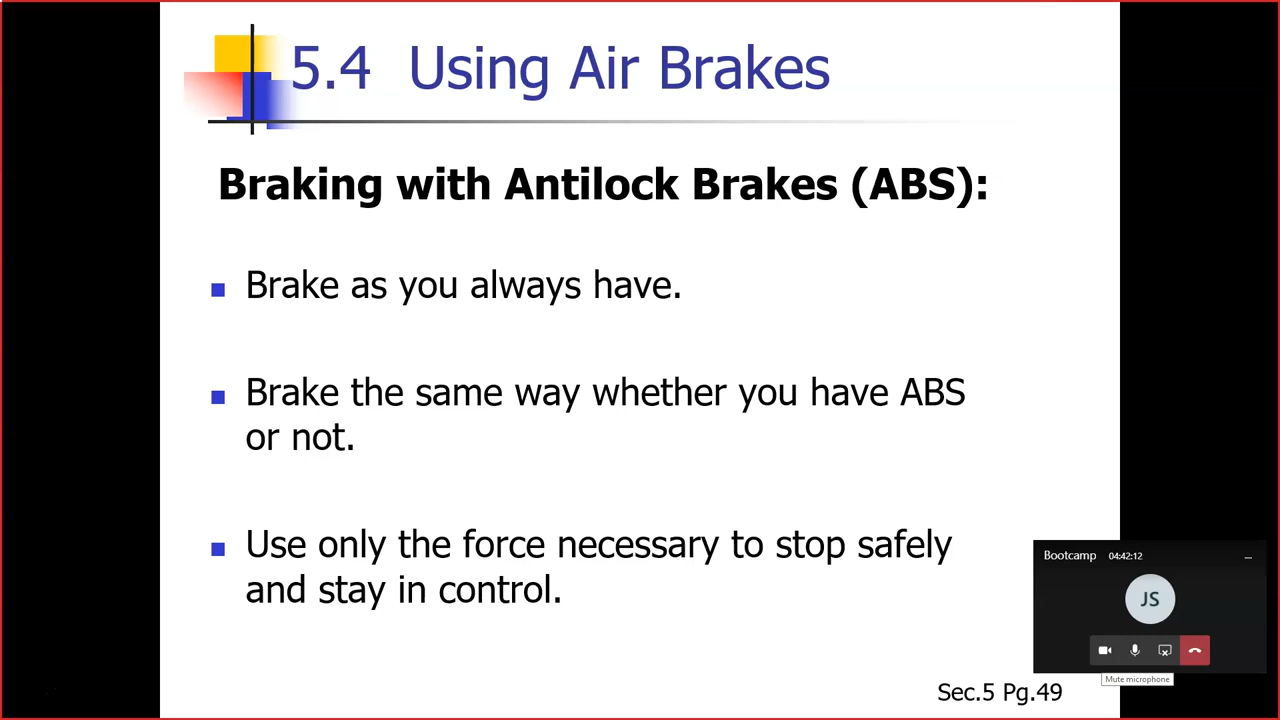 5.4 Using Air Brakes
Braking with Antilock Brakes (ABS):
Brake as you always have.
Brake the same way whether you have ABS
or not.
Use only the force necessary to stop safely
and stay in control.
Bootcamp 04:42:12
JS
Mute microphone
Sec.5 Pg.49